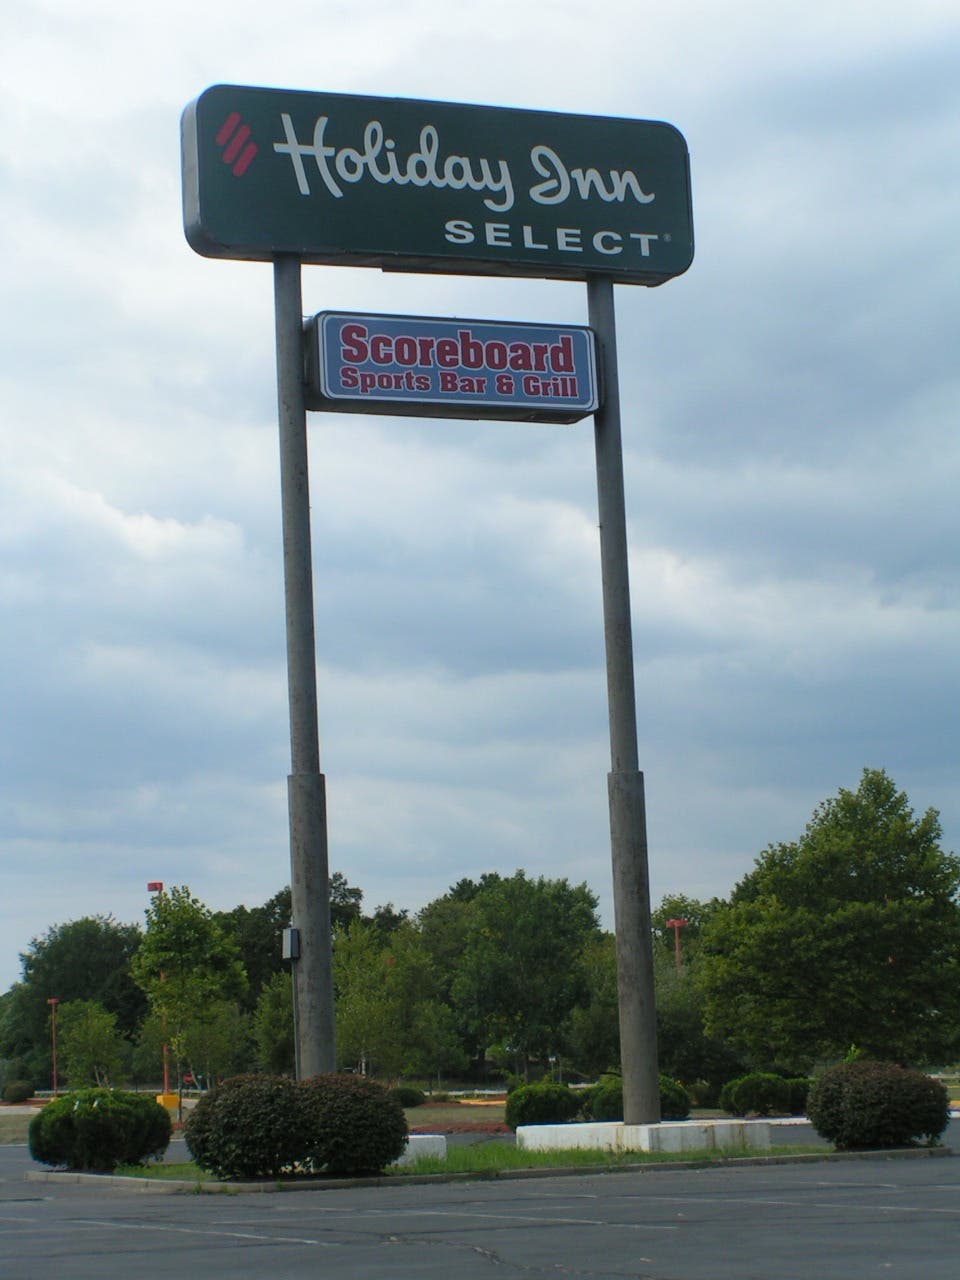 Holiday Inn
SELECT®
Scoreboard
Sports Bar & Grill